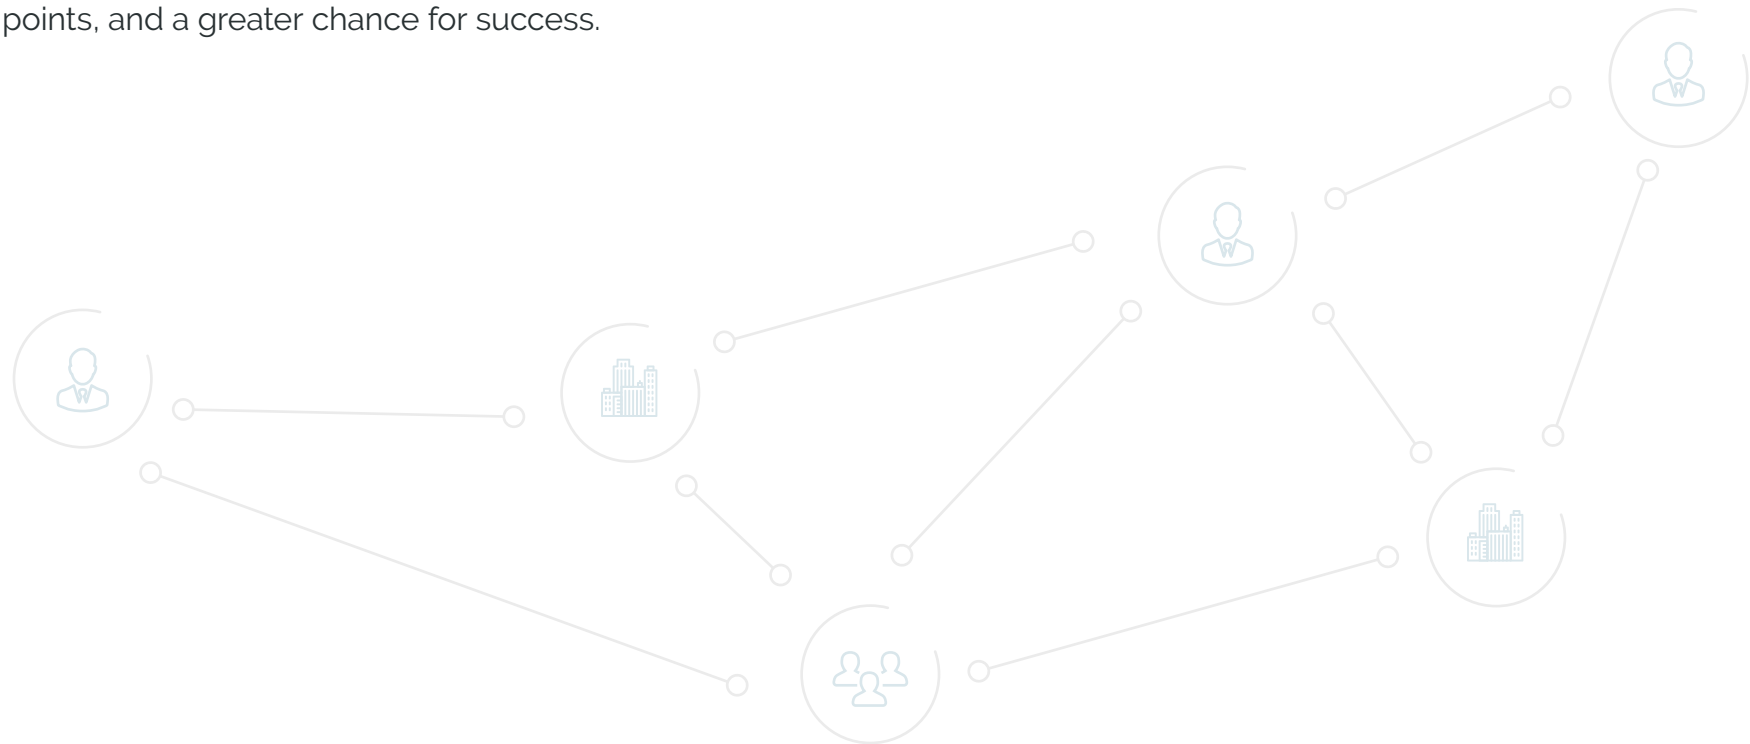 points, and a greater chance for success.